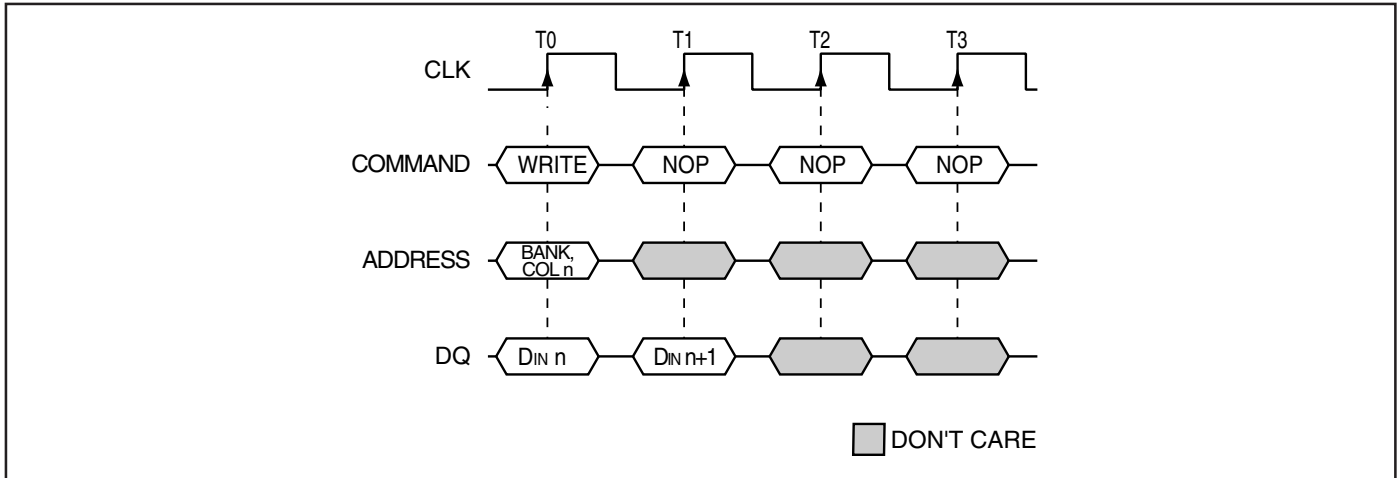 T0 T1 T2 T3
CLK
COMMAND WRITE NOP NOP NOP
ADDRESS BANK,
COL n
DQ DIN n DIN n+1
DON'T CARE